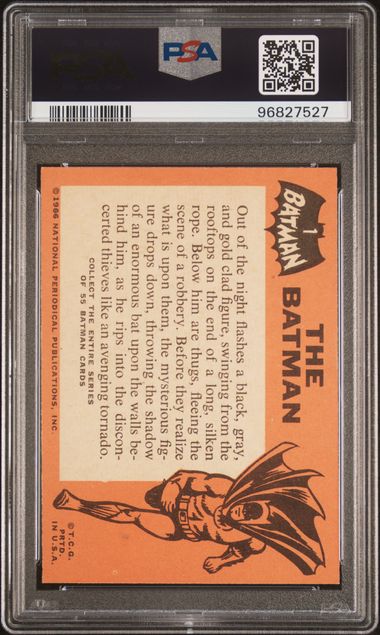 PSA
96827527
1
BATMAN
THE
BATMAN
Out of the night flashes a black, gray,
and gold clad figure, swinging from the
rooftops on the end of a long, silken
rope. Below him are thugs, fleeing the
scene of a robbery. Before they realize
what is upon them, the mysterious fig-
ure drops down, throwing the shadow
of an enormous bat upon the walls be-
hind him, as he rips into the discon-
certed thieves like an avenging tornado.
COLLECT THE ENTIRE SERIES
OF 55 BATMAN CARDS
©1966 NATIONAL PERIODICAL PUBLICATIONS, INC.
© T.C.G.
PRTD.
IN U.S.A.